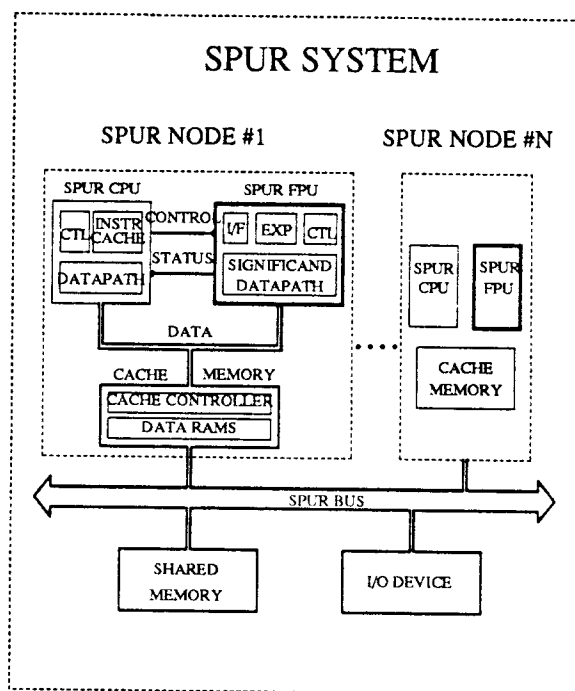 SPUR SYSTEM
SPUR NODE #1
SPUR NODE #N
SPUR CPU
SPUR FPU
CTL
INSTR
CACHE
DATAPATH
CONTROL
STATUS
I/F
EXP
CTL
SIGNIFICAND
DATAPATH
SPUR
CPU
SPUR
FPU
CACHE
MEMORY
DATA
CACHE MEMORY
CACHE CONTROLLER
DATA RAMS
SPUR BUS
SHARED
MEMORY
I/O DEVICE